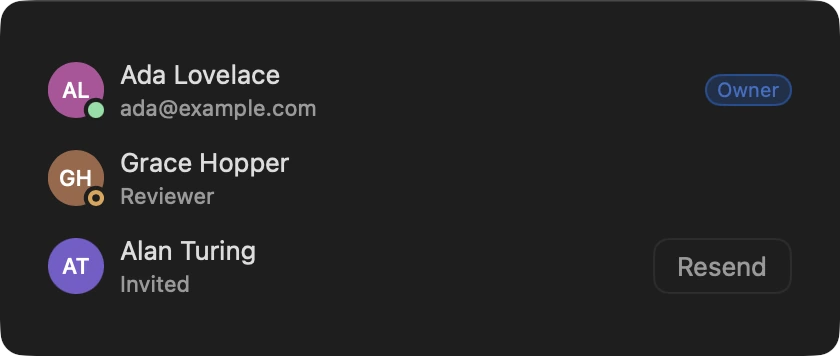 AL
Ada Lovelace
ada@example.com
Owner
GH
Grace Hopper
Reviewer
AT
Alan Turing
Invited
Resend